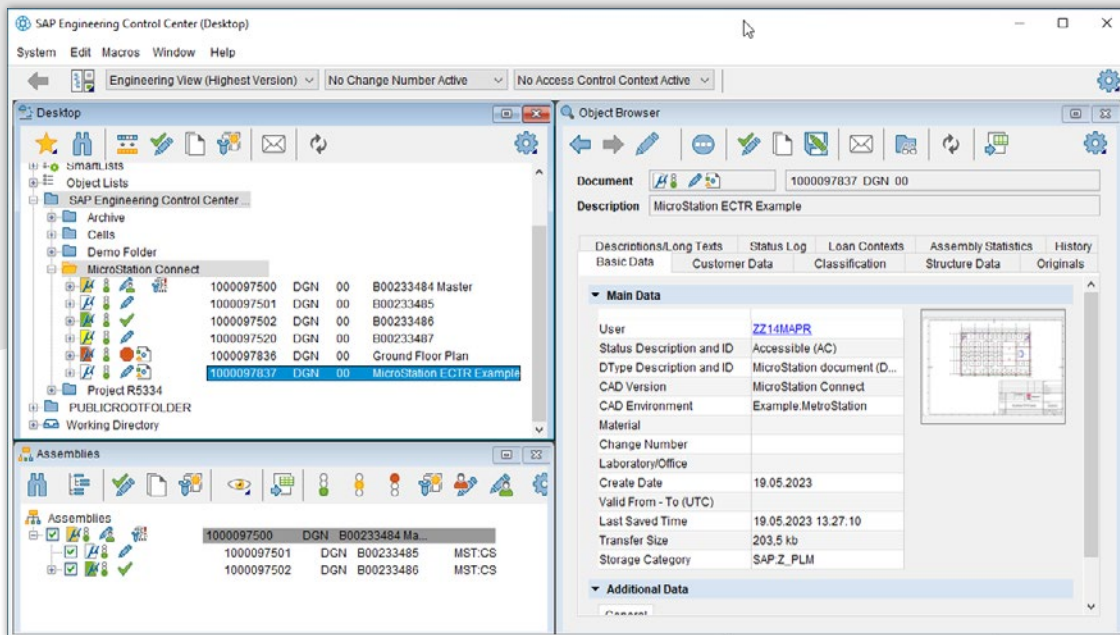 SAP Engineering Control Center (Desktop)
System Edit Macros Window Help
Engineering View (Highest Version) No Change Number Active No Access Control Context Active
Desktop
SmartLists
Object Lists
SAP Engineering Control Center ...
Archive
Cells
Demo Folder
MicroStation Connect
1000097500 DGN 00 B00233484 Master
1000097501 DGN 00 B00233485
1000097502 DGN 00 B00233486
1000097520 DGN 00 B00233487
1000097836 DGN 00 Ground Floor Plan
1000097837 DGN 00 MicroStation ECTR Example
Project R5334
PUBLICROOTFOLDER
Working Directory
Assemblies
Assemblies
1000097500 DGN B00233484 Ma...
1000097501 DGN B00233485 MST:CS
1000097502 DGN B00233486 MST:CS
Object Browser
Document 1000097837 DGN 00
Description MicroStation ECTR Example
Descriptions/Long Texts Status Log Loan Contexts Assembly Statistics History
Basic Data Customer Data Classification Structure Data Originals
Main Data
User ZZ14MAPR
Status Description and ID Accessible (AC)
DType Description and ID MicroStation document (D...
CAD Version MicroStation Connect
CAD Environment Example.MetroStation
Material
Change Number
Laboratory/Office
Create Date 19.05.2023
Valid From - To (UTC)
Last Saved Time 19.05.2023 13.27.10
Transfer Size 203,5 kb
Storage Category SAP.Z_PLM
Additional Data
General